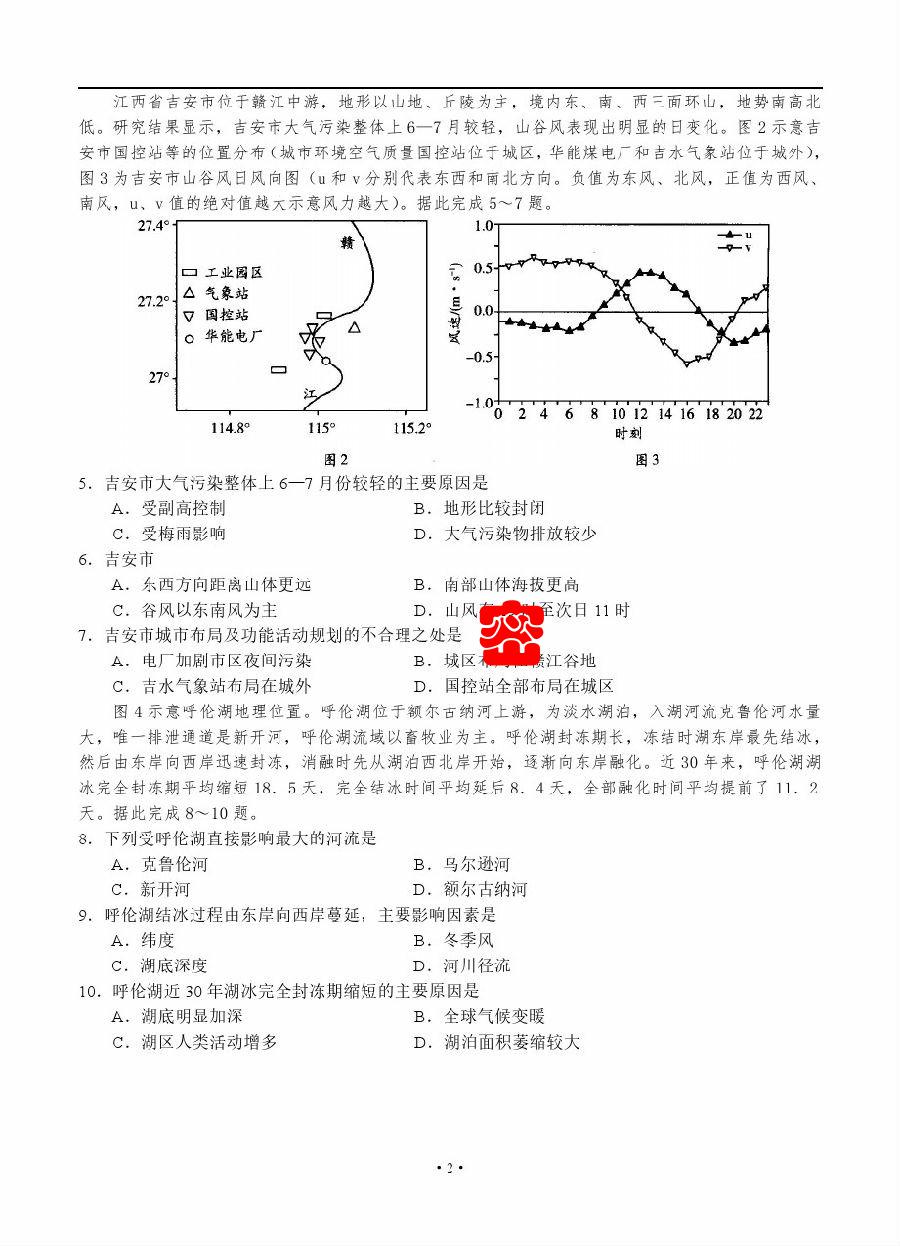 江西省吉安市位于赣江中游，地形以山地、丘陵为主，境内东、南、西三面环山，地势南高北
低。研究结果显示，吉安市大气污染整体上 6—7 月较轻，山谷风表现出明显的日变化。图 2 示意吉
安市国控站等的位置分布（城市环境空气质量国控站位于城区，华能煤电厂和吉水气象站位于城外），
图 3 为吉安市山谷风日风向图（u 和 v 分别代表东西和南北方向。负值为东风、北风，正值为西风、
南风，u、v 值的绝对值越大示意风力越大）。据此完成 5～7 题。
27.4°
27.2°
27°
114.8°
115°
115.2°
赣
江
工业园区
气象站
国控站
华能电厂
图2
1.0
0.5
0.0
-0.5
-1.0
风速/(m·s⁻¹)
u
v
0 2 4 6 8 10 12 14 16 18 20 22
时刻
图3
5．吉安市大气污染整体上 6—7 月份较轻的主要原因是
A．受副高控制
B．地形比较封闭
C．受梅雨影响
D．大气污染物排放较少
6．吉安市
A．东西方向距离山体更远
B．南部山体海拔更高
C．谷风以东南风为主
D．山风在 至次日 11 时
7．吉安市城市布局及功能活动规划的不合理之处是
A．电厂加剧市区夜间污染
B．城区布 赣江谷地
C．吉水气象站布局在城外
D．国控站全部布局在城区
图 4 示意呼伦湖地理位置。呼伦湖位于额尔古纳河上游，为淡水湖泊，入湖河流克鲁伦河水量
大，唯一排泄通道是新开河，呼伦湖流域以畜牧业为主。呼伦湖封冻期长，冻结时湖东岸最先结冰，
然后由东岸向西岸迅速封冻，消融时先从湖泊西北岸开始，逐渐向东岸融化。近 30 年来，呼伦湖湖
冰完全封冻期平均缩短 18．5 天，完全结冰时间平均延后 8．4 天，全部融化时间平均提前了 11．2
天。据此完成 8～10 题。
8．下列受呼伦湖直接影响最大的河流是
A．克鲁伦河
B．乌尔逊河
C．新开河
D．额尔古纳河
9．呼伦湖结冰过程由东岸向西岸蔓延，主要影响因素是
A．纬度
B．冬季风
C．湖底深度
D．河川径流
10．呼伦湖近 30 年湖冰完全封冻期缩短的主要原因是
A．湖底明显加深
B．全球气候变暖
C．湖区人类活动增多
D．湖泊面积萎缩较大
·2·